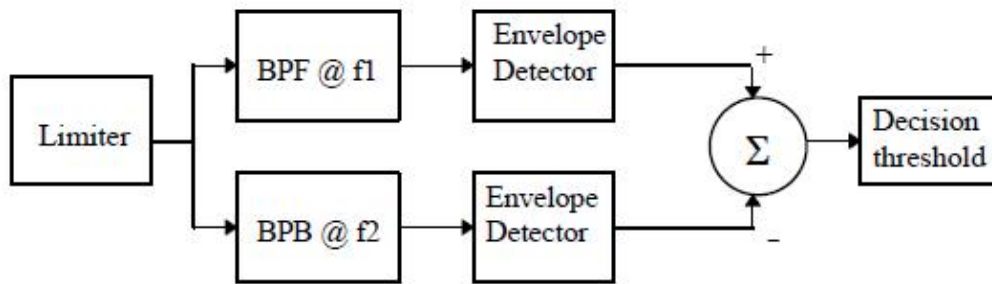 Limiter
BPF @ f1
Envelope
Detector
+
BPB @ f2
Envelope
Detector
–
Σ
Decision
threshold